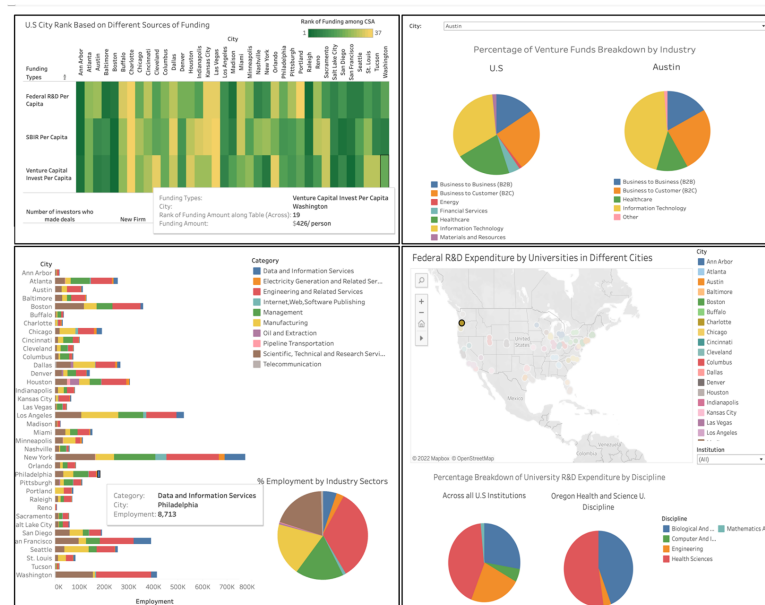 U.S City Rank Based on Different Sources of Funding
City
Rank of Funding among CSA
1
37
Funding
Types
Ann Arbor
Atlanta
Austin
Baltimore
Boston
Buffalo
Charlotte
Chicago
Cincinnati
Cleveland
Columbus
Dallas
Denver
Houston
Indianapolis
Kansas City
Las Vegas
Los Angeles
Madison
Miami
Minneapolis
Nashville
New York
Orlando
Philadelphia
Pittsburgh
Portland
Raleigh
Reno
Sacramento
Salt Lake City
San Diego
San Francisco
Seattle
St. Louis
Tucson
Washington
Federal R&D Per
Capita
SBIR Per Capita
Venture Capital
Invest Per Capita
Number of investors who
made deals
New Firm
Funding Types: Venture Capital Invest Per Capita
City: Washington
Rank of Funding Amount along Table (Across): 19
Funding Amount: $426/person
City:
Austin
Percentage of Venture Funds Breakdown by Industry
U.S
Austin
Business to Business (B2B)
Business to Customer (B2C)
Energy
Financial Services
Healthcare
Information Technology
Materials and Resources
Business to Business (B2B)
Business to Customer (B2C)
Healthcare
Information Technology
Other
City
Ann Arbor
Atlanta
Austin
Baltimore
Boston
Buffalo
Charlotte
Chicago
Cincinnati
Cleveland
Columbus
Dallas
Denver
Houston
Indianapolis
Kansas City
Las Vegas
Los Angeles
Madison
Miami
Minneapolis
Nashville
New York
Orlando
Philadelphia
Pittsburgh
Portland
Raleigh
Reno
Sacramento
alt Lake City
San Diego
an Francisco
Seattle
St. Louis
Tucson
Washington
0K 100K 200K 300K 400K 500K 600K 700K 800K
Employment
Category
Data and Information Services
Electricity Generation and Related Ser...
Engineering and Related Services
Internet,Web,Software Publishing
Management
Manufacturing
Oil and Extraction
Pipeline Transportation
Scientific, Technical and Research Servi...
Telecommunication
% Employment by Industry Sectors
Category: Data and Information Services
City: Philadelphia
Employment: 8,713
Federal R&D Expenditure by Universities in Different Cities
City
Ann Arbor
Atlanta
Austin
Baltimore
Boston
Buffalo
Charlotte
Chicago
Cincinnati
Cleveland
Columbus
Dallas
Denver
Houston
Indianapolis
Kansas City
Las Vegas
Los Angeles
Institution
(All)
United
States
Mexico
Venezuela
Colombia
© 2022 Mapbox © OpenStreetMap
Percentage Breakdown of University R&D Expenditure by Discipline
Across all U.S Institutions
Oregon Health and Science U.
Discipline
Discipline
Biological And ...
Computer And I...
Engineering
Health Sciences
Mathematics A